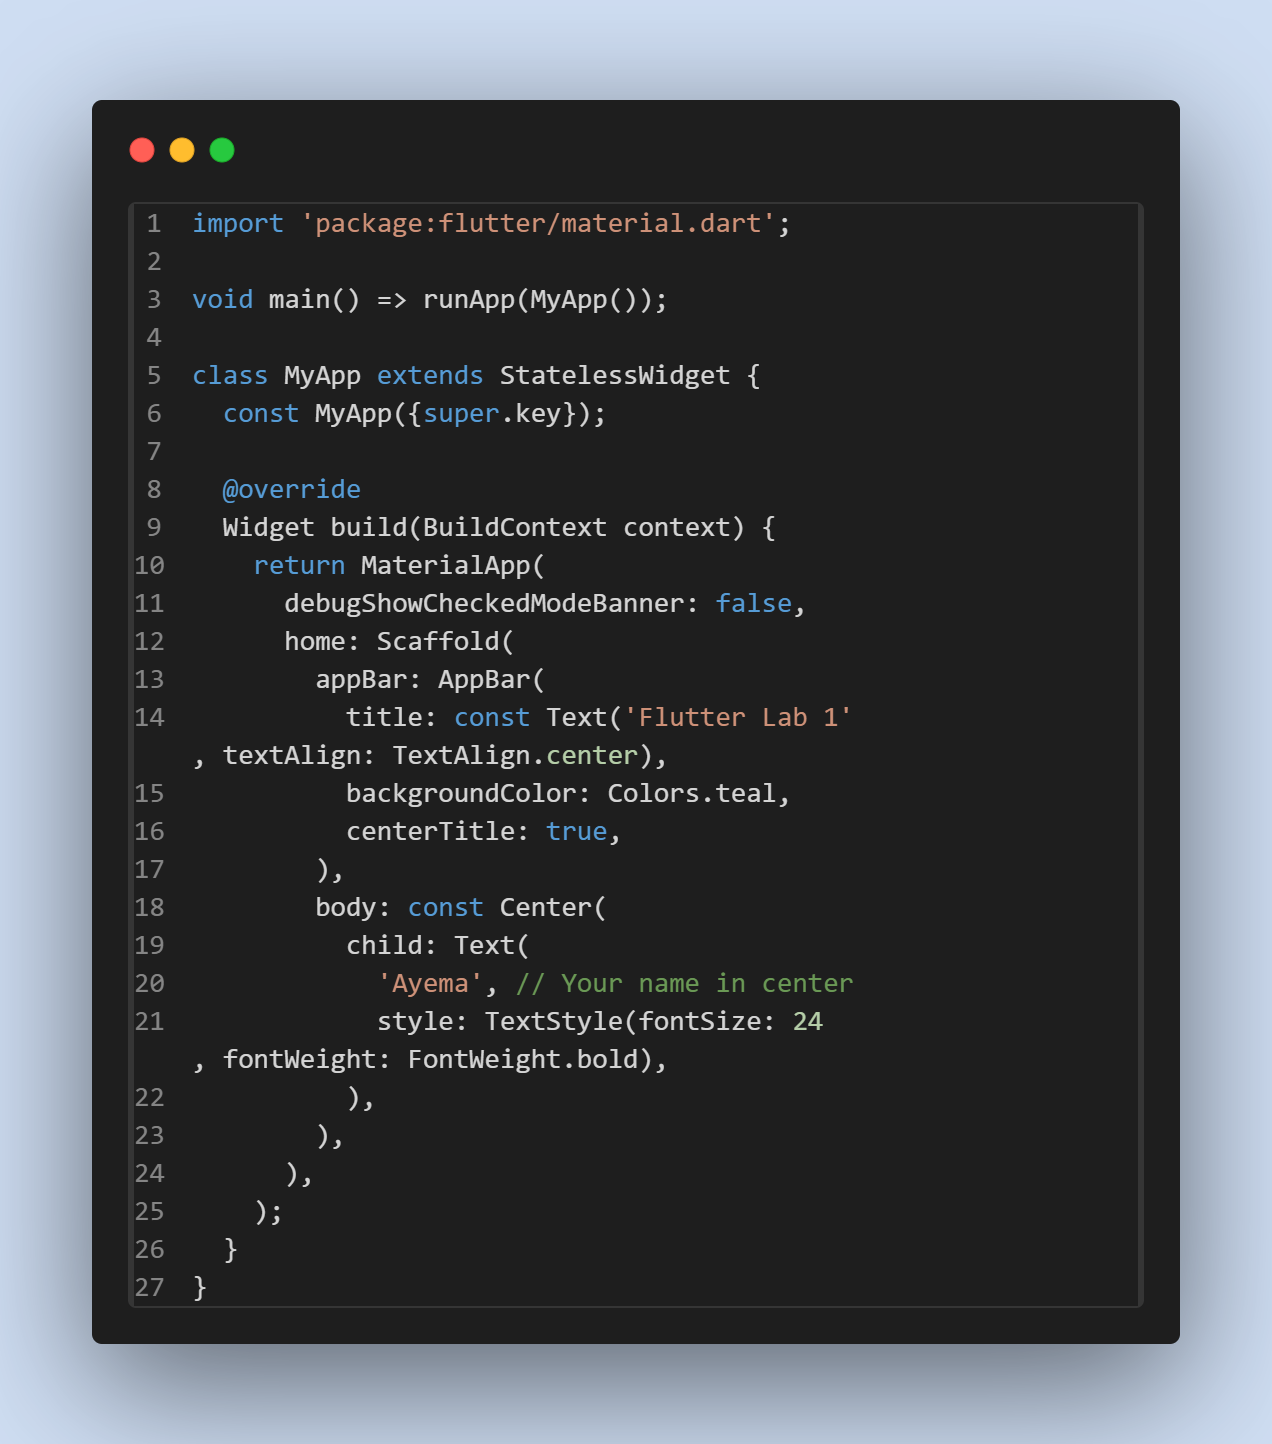 1 import 'package:flutter/material.dart';
2
3 void main() => runApp(MyApp());
4
5 class MyApp extends StatelessWidget {
6   const MyApp({super.key});
7
8   @override
9   Widget build(BuildContext context) {
10     return MaterialApp(
11       debugShowCheckedModeBanner: false,
12       home: Scaffold(
13         appBar: AppBar(
14           title: const Text('Flutter Lab 1'
, textAlign: TextAlign.center),
15           backgroundColor: Colors.teal,
16           centerTitle: true,
17         ),
18         body: const Center(
19           child: Text(
20             'Ayema', // Your name in center
21             style: TextStyle(fontSize: 24
, fontWeight: FontWeight.bold),
22           ),
23         ),
24       ),
25     );
26   }
27 }